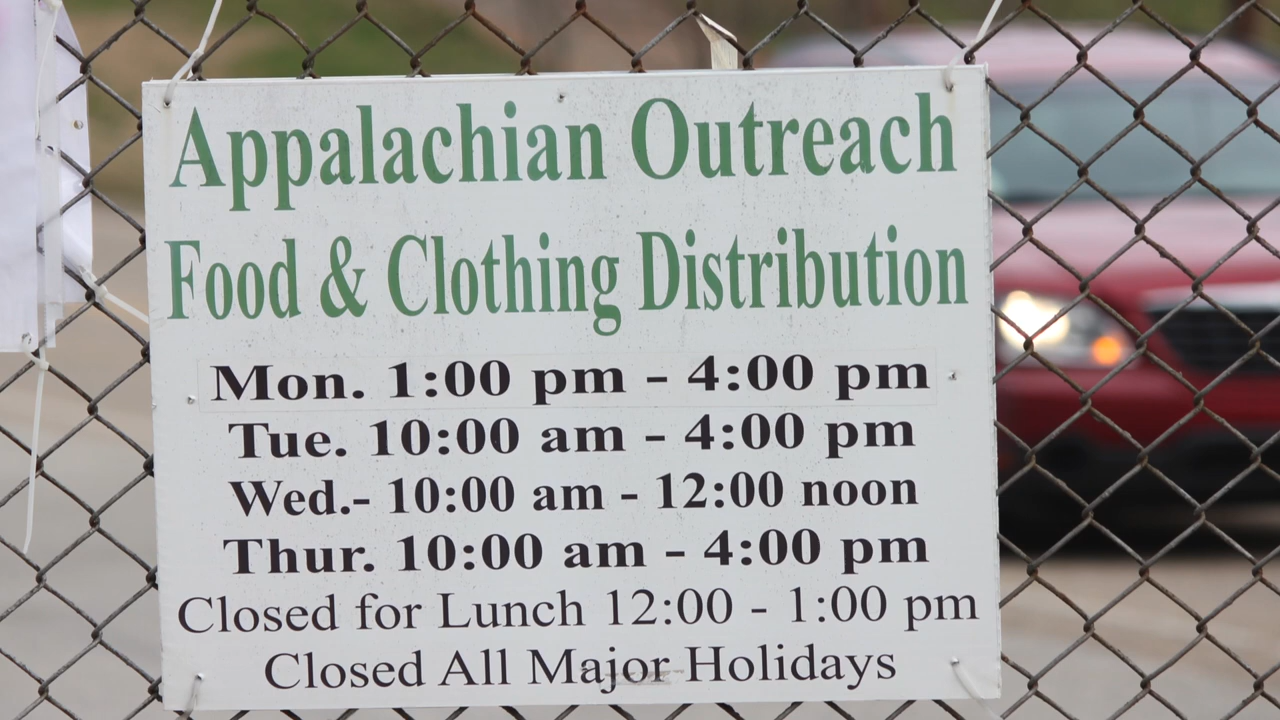 Appalachian Outreach
Food & Clothing Distribution
Mon. 1:00 pm - 4:00 pm
Tue. 10:00 am - 4:00 pm
Wed.- 10:00 am - 12:00 noon
Thur. 10:00 am - 4:00 pm
Closed for Lunch 12:00 - 1:00 pm
Closed All Major Holidays